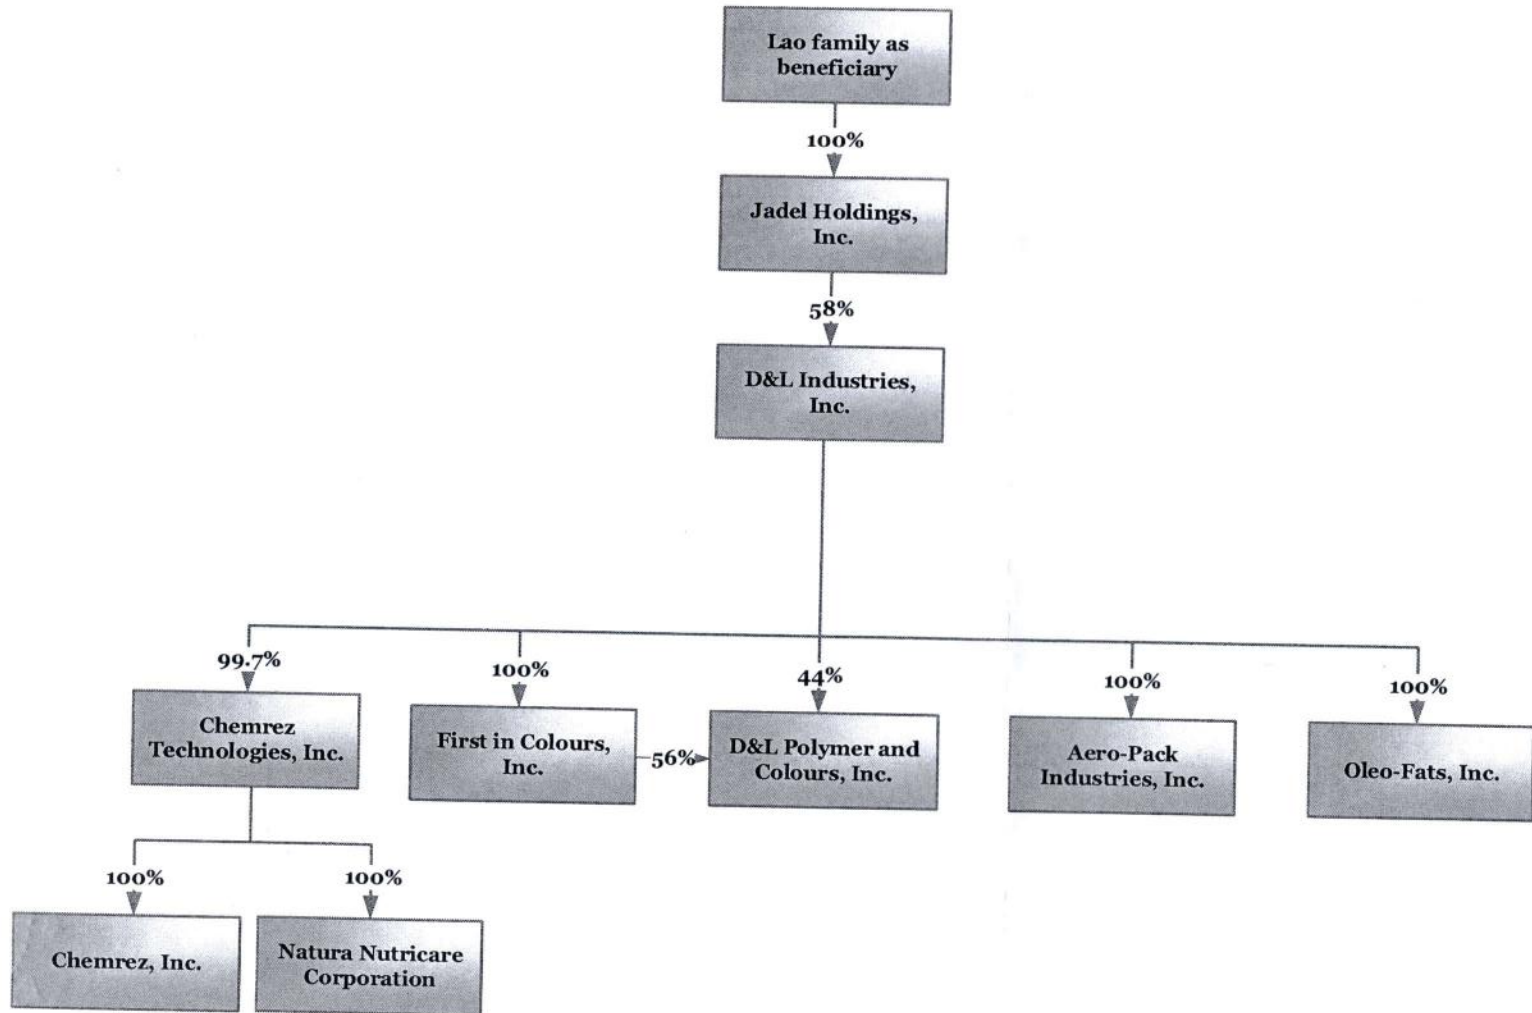 Lao family as
beneficiary
100%
Jadel Holdings,
Inc.
58%
D&L Industries,
Inc.
99.7%
100%
44%
100%
100%
Chemrez
Technologies, Inc.
First in Colours,
Inc.
56%
D&L Polymer and
Colours, Inc.
Aero-Pack
Industries, Inc.
Oleo-Fats, Inc.
100%
100%
Chemrez, Inc.
Natura Nutricare
Corporation